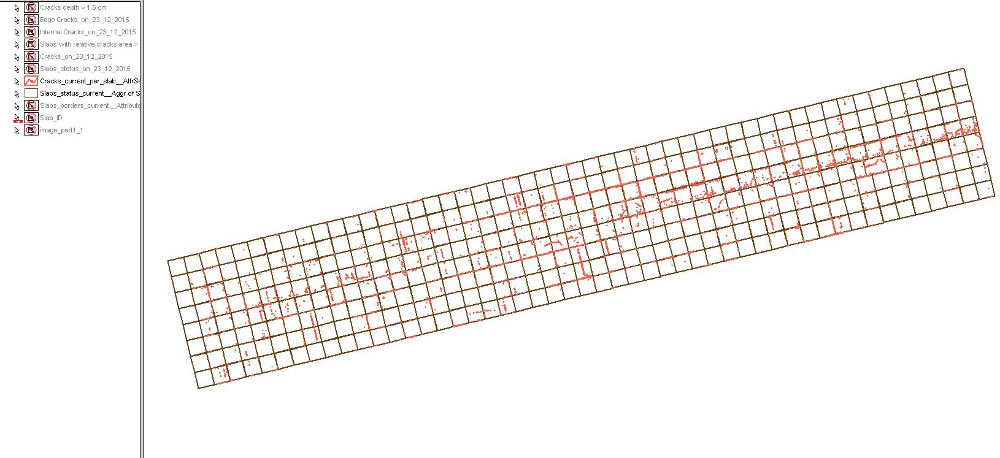 Cracks depth > 1.5 cm
Edge Cracks_on_23_12_2015
Internal Cracks_on_23_12_2015
Slabs with relative cracks area >
Cracks_on_23_12_2015
Slabs_status_on_23_12_2015
Cracks_current_per_slab__AttrSe
Slabs_status_current__Aggr of S
Slabs_borders_current__Attribute
Slab_ID
image_part1_1